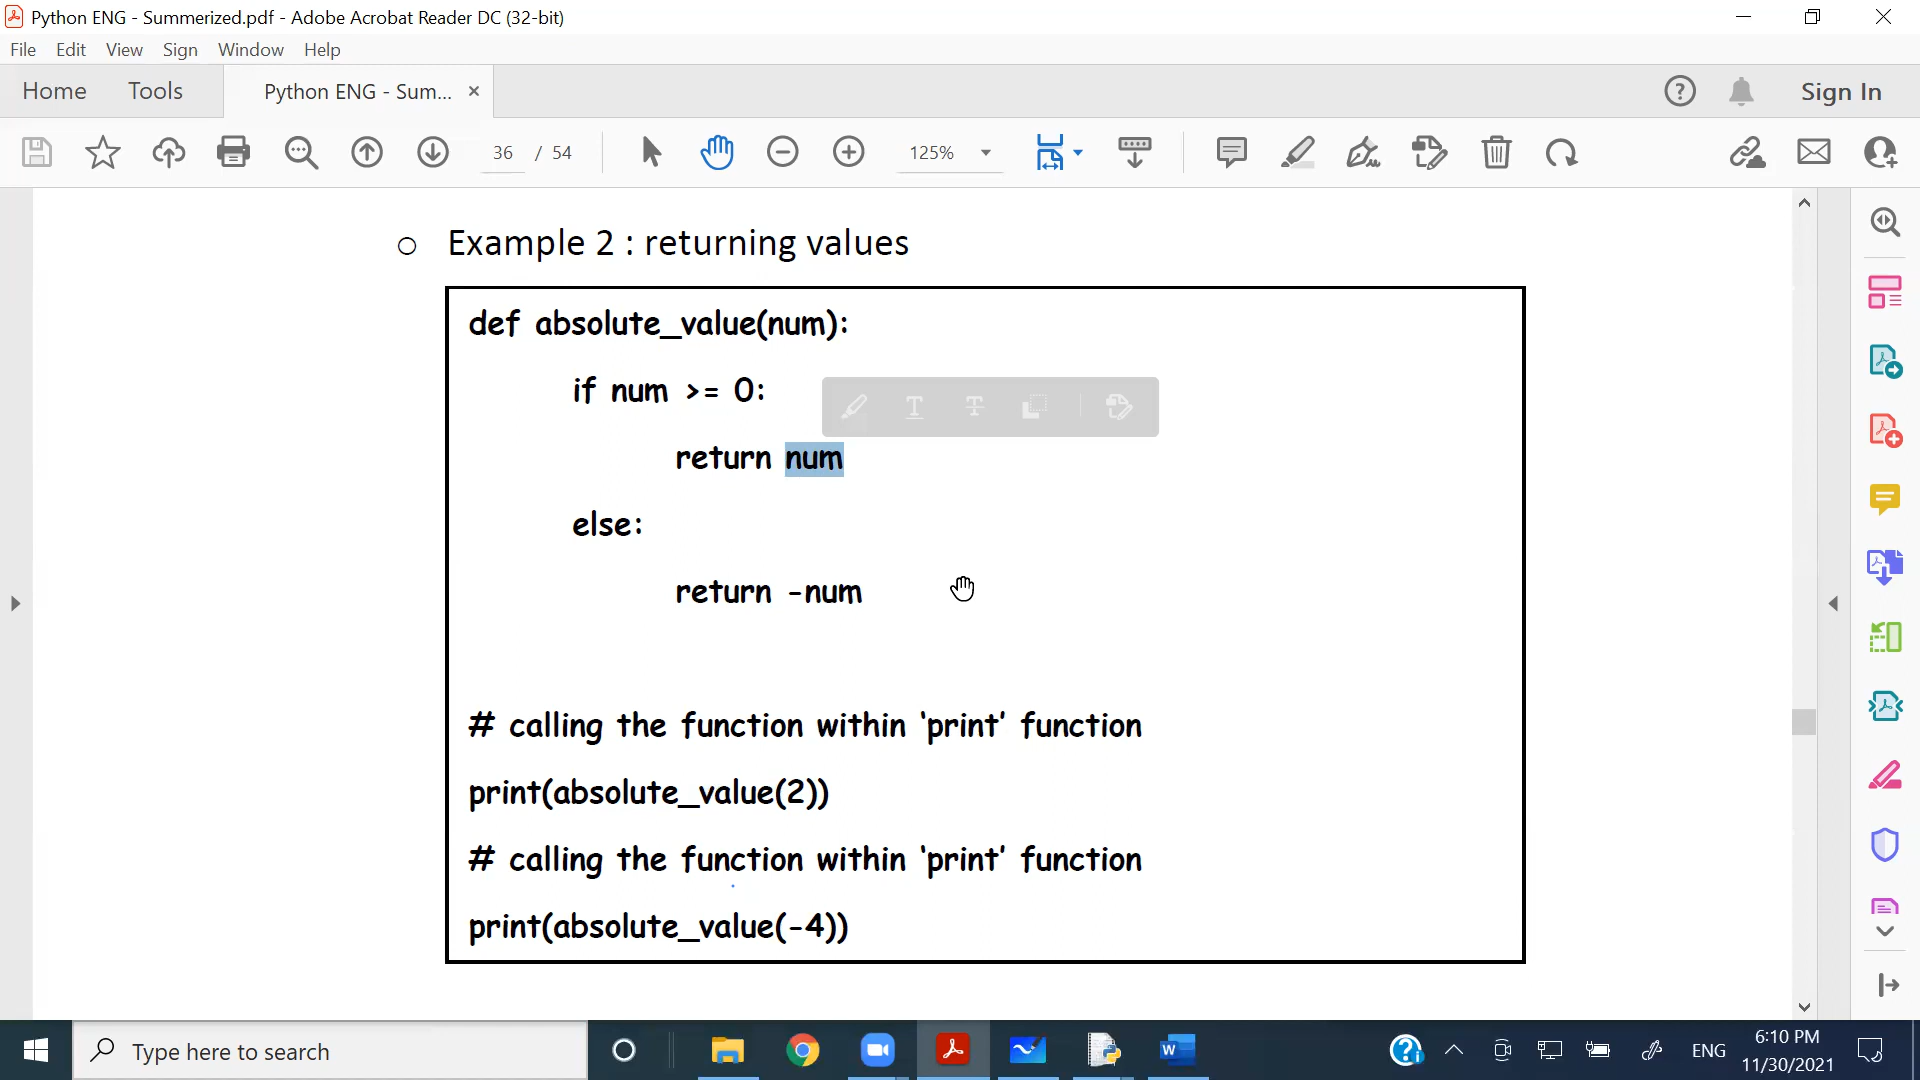 Python ENG - Summerized.pdf - Adobe Acrobat Reader DC (32-bit)
File Edit View Sign Window Help
Home Tools Python ENG - Sum... × Sign In
36 / 54 125%
Example 2 : returning values
def absolute_value(num):
if num >= 0:
return num
else:
return -num
# calling the function within 'print' function
print(absolute_value(2))
# calling the function within 'print' function
print(absolute_value(-4))
Type here to search
ENG
6:10 PM
11/30/2021